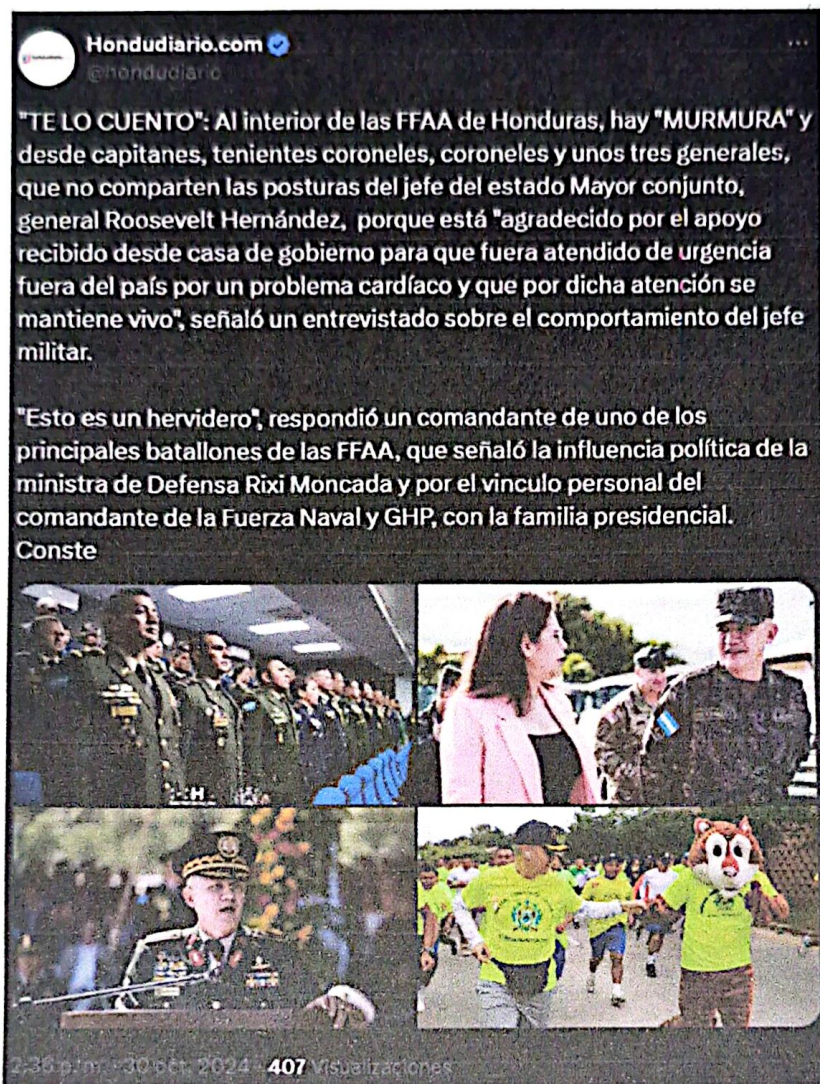 Hondudiario.com
@hondudiario
"TE LO CUENTO": Al interior de las FFAA de Honduras, hay "MURMURA" y
desde capitanes, tenientes coroneles, coroneles y unos tres generales,
que no comparten las posturas del jefe del estado Mayor conjunto,
general Roosevelt Hernández, porque está "agradecido por el apoyo
recibido desde casa de gobierno para que fuera atendido de urgencia
fuera del país por un problema cardíaco y que por dicha atención se
mantiene vivo", señaló un entrevistado sobre el comportamiento del jefe
militar.
"Esto es un hervidero", respondió un comandante de uno de los
principales batallones de las FFAA, que señaló la influencia política de la
ministra de Defensa Rixi Moncada y por el vinculo personal del
comandante de la Fuerza Naval y GHP, con la familia presidencial.
Conste
2:36 p.m. · 30 oct. 2024 · 407 Visualizaciones